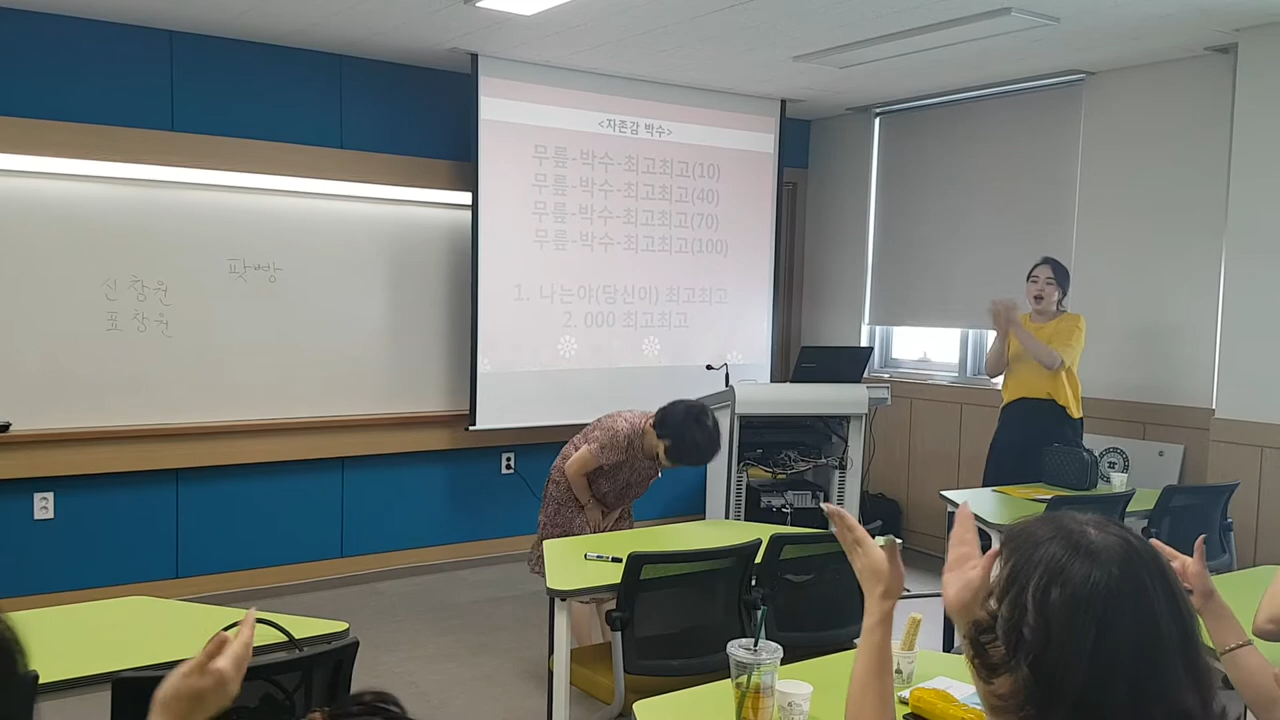 신창원
표창원
팟빵
<자존감 박수>
무릎-박수-최고최고(10)
무릎-박수-최고최고(40)
무릎-박수-최고최고(70)
무릎-박수-최고최고(100)
1. 나는야(당신이) 최고최고
2. 000 최고최고